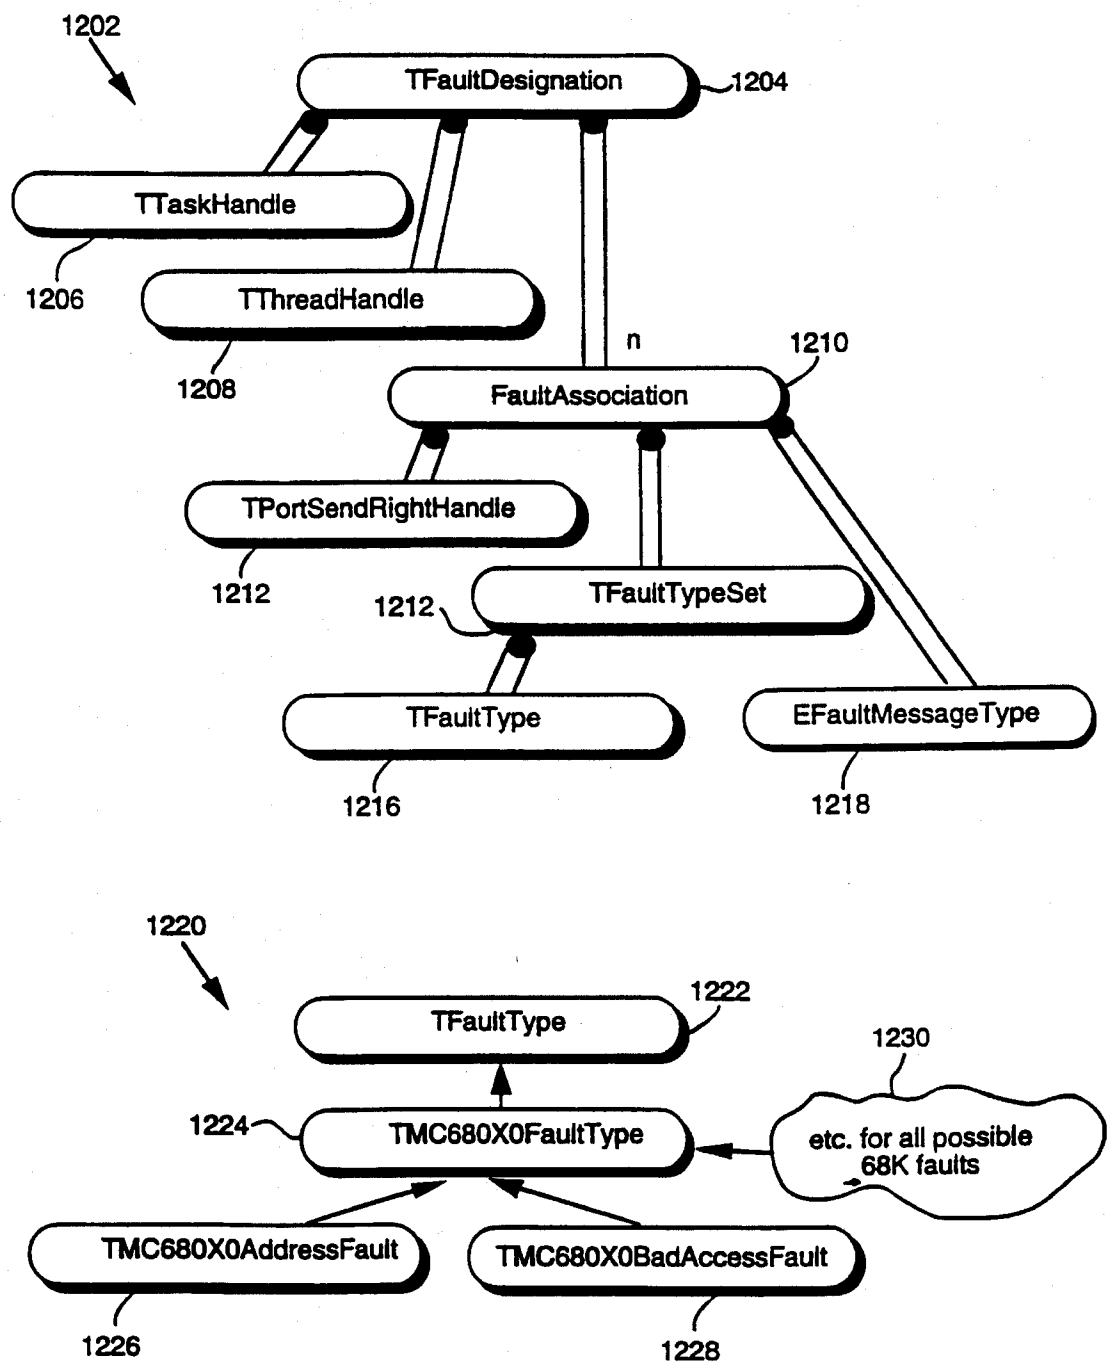 1202
TFaultDesignation
1204
TTaskHandle
1206
TThreadHandle
1208
n
1210
FaultAssociation
TPortSendRightHandle
1212
TFaultTypeSet
1212
TFaultType
1216
EFaultMessageType
1218
1220
TFaultType
1222
1224
TMC680X0FaultType
1230
etc. for all possible
68K faults
TMC680X0AddressFault
1226
TMC680X0BadAccessFault
1228